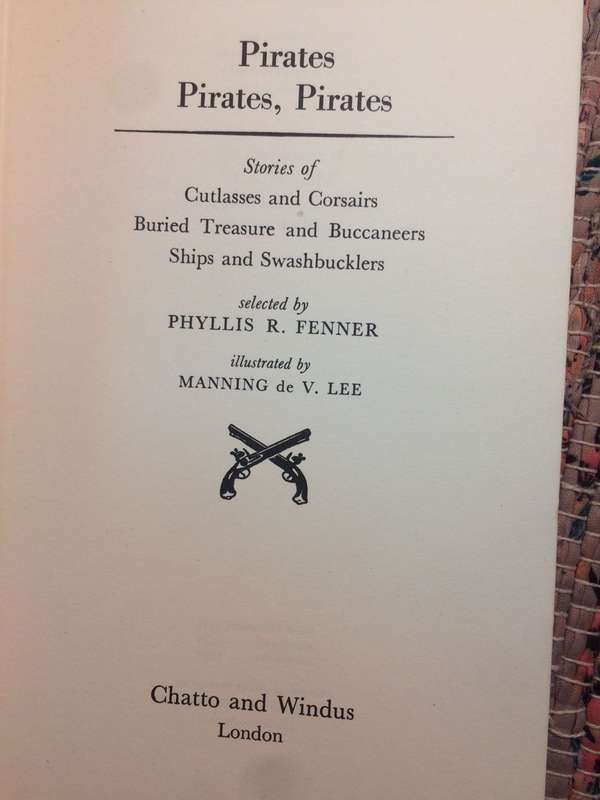 Pirates
Pirates, Pirates
Stories of
Cutlasses and Corsairs
Buried Treasure and Buccaneers
Ships and Swashbucklers
selected by
PHYLLIS R. FENNER
illustrated by
MANNING de V. LEE
Chatto and Windus
London